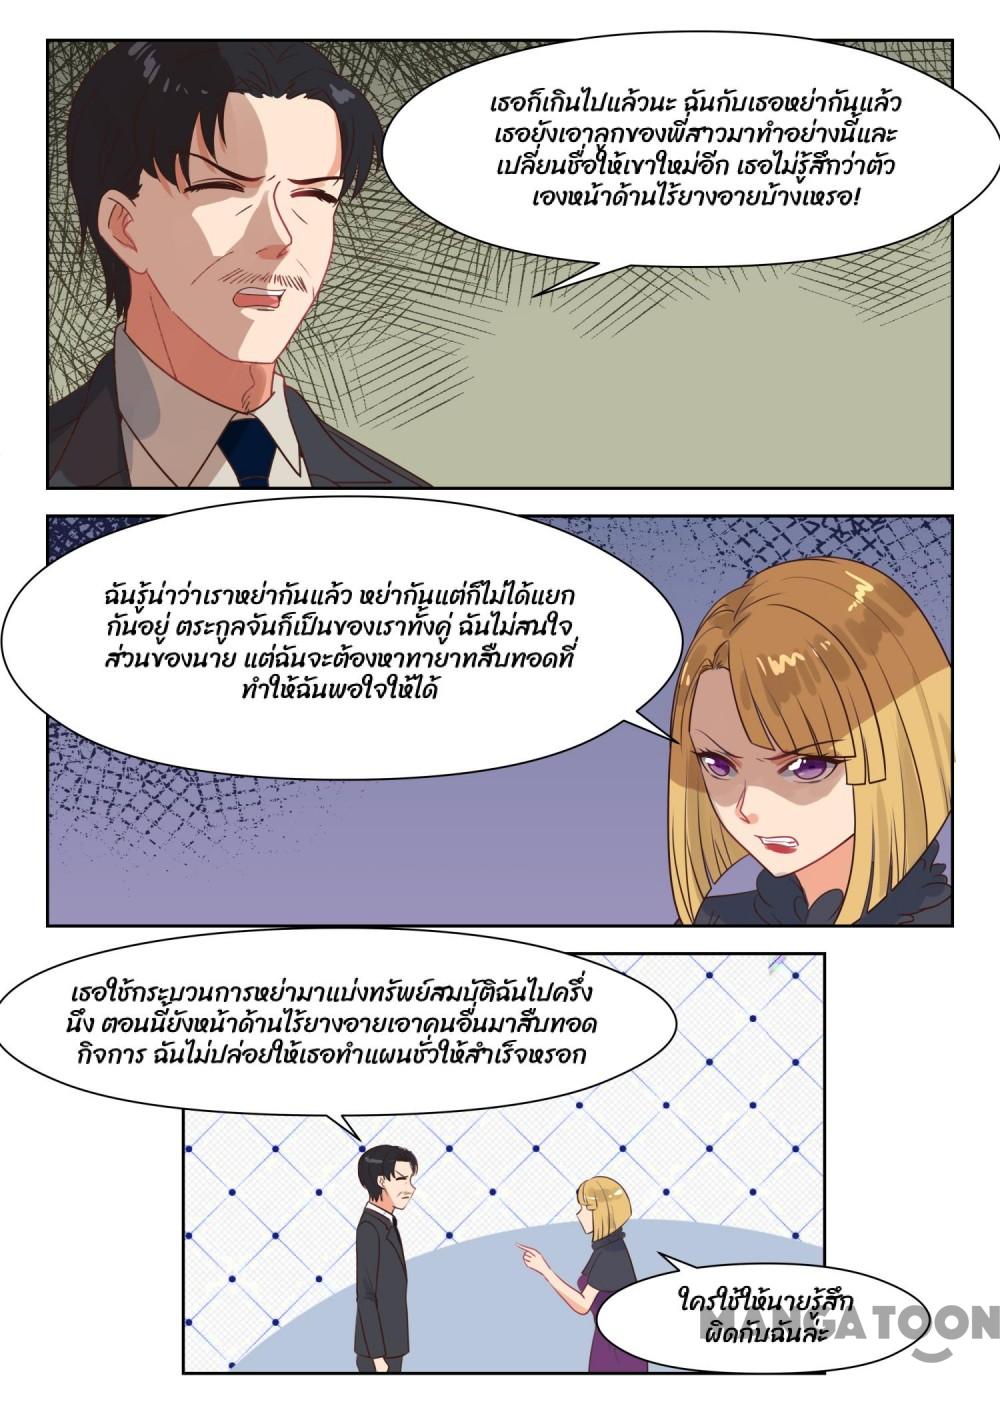 เธอก็เกินไปแล้วนะ ฉันกับเธอหย่ากันแล้ว
เธอยังเอาลูกของพี่สาวมาทำอย่างนี้และ
เปลี่ยนชื่อให้เขาใหม่อีก เธอไม่รู้สึกว่าตัว
เองหน้าด้านไร้ยางอายบ้างเหรอ!
ฉันรู้น่าว่าเราหย่ากันแล้ว หย่ากันแต่ก็ไม่ได้แยก
กันอยู่ ตระกูลจันก็เป็นของเราทั้งคู่ ฉันไม่สนใจ
ส่วนของนาย แต่ฉันจะต้องหาทายาทสืบทอดที่
ทำให้ฉันพอใจให้ได้
เธอใช้กระบวนการหย่ามาแบ่งทรัพย์สมบัติฉันไปครึ่ง
นึง ตอนนี้ยังหน้าด้านไร้ยางอายเอาคนอื่นมาสืบทอด
กิจการ ฉันไม่ปล่อยให้เธอทำแผนชั่วให้สำเร็จหรอก
ใครใช้ให้นายรู้สึก
ผิดกับฉันล่ะ
MANGATOON